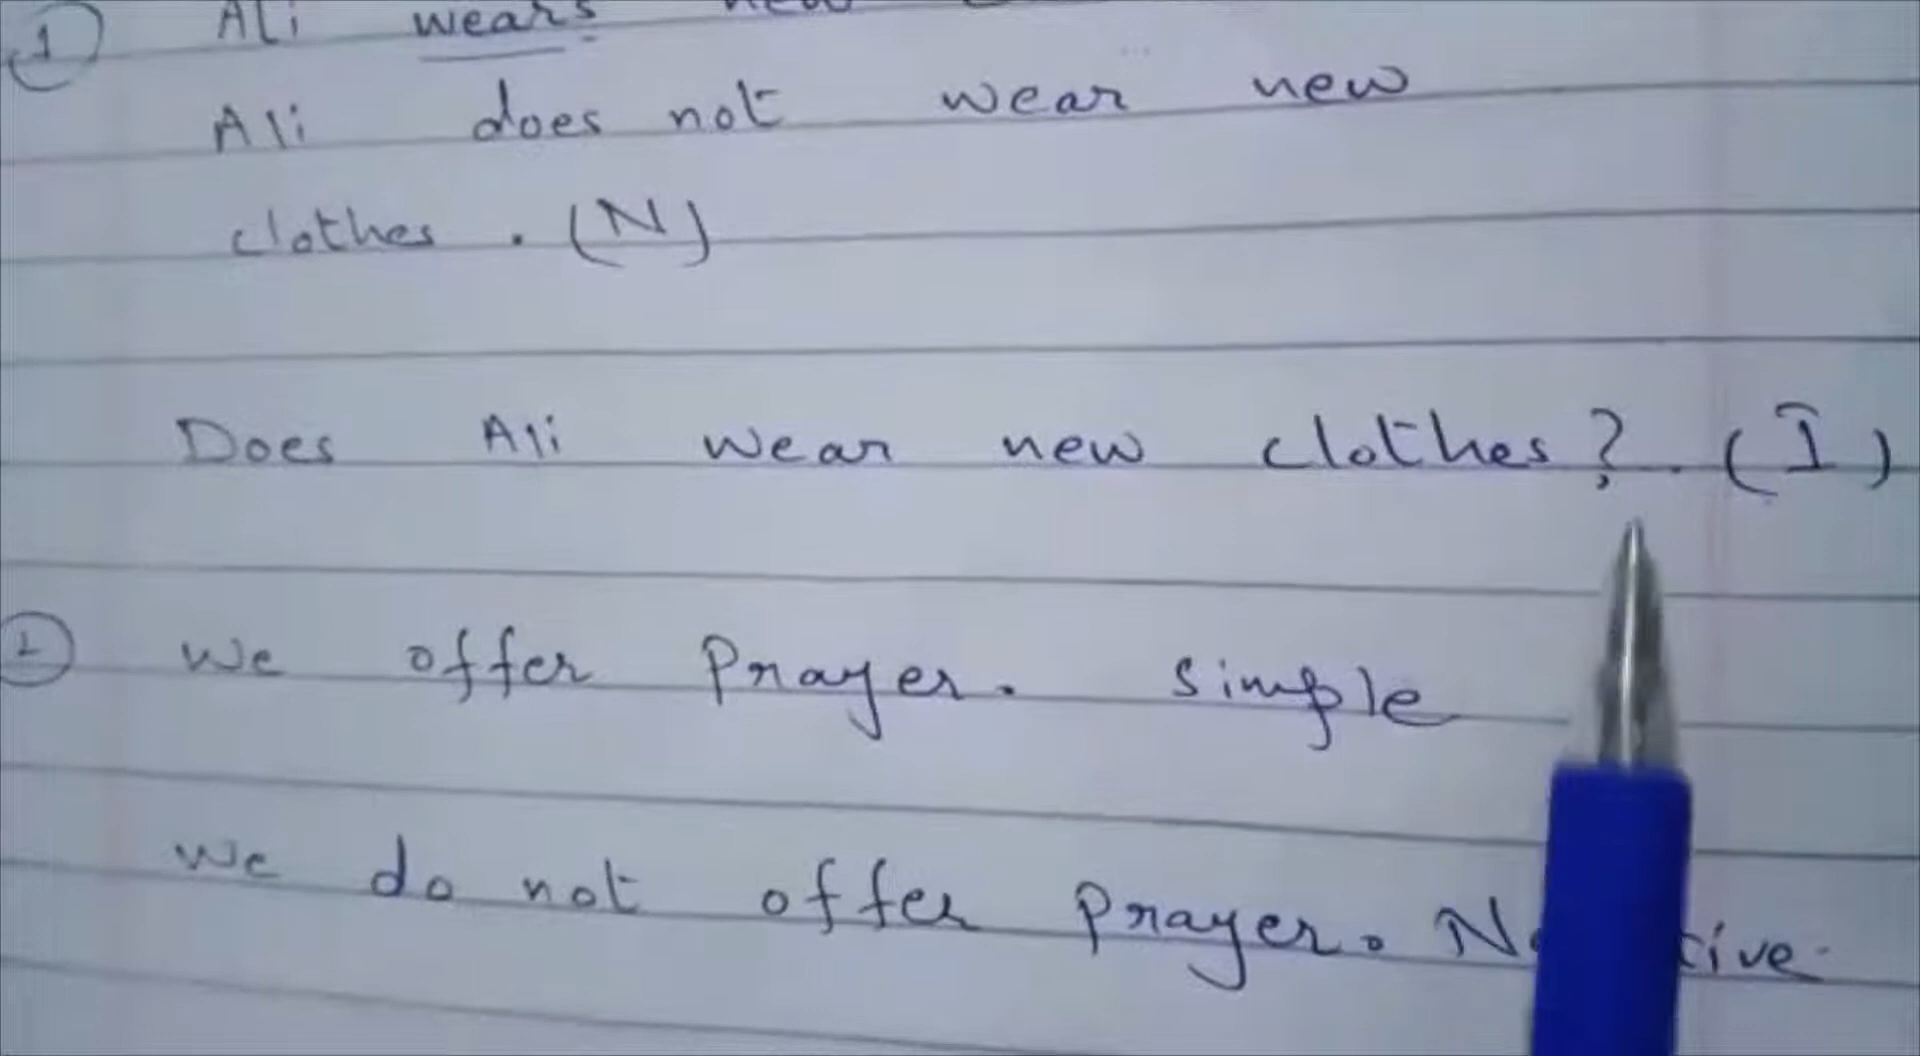 1 Ali wears new
Ali does not wear new
clothes. (N)
Does Ali wear new clothes? (I)
2 We offer Prayer. simple
We do not offer Prayer.